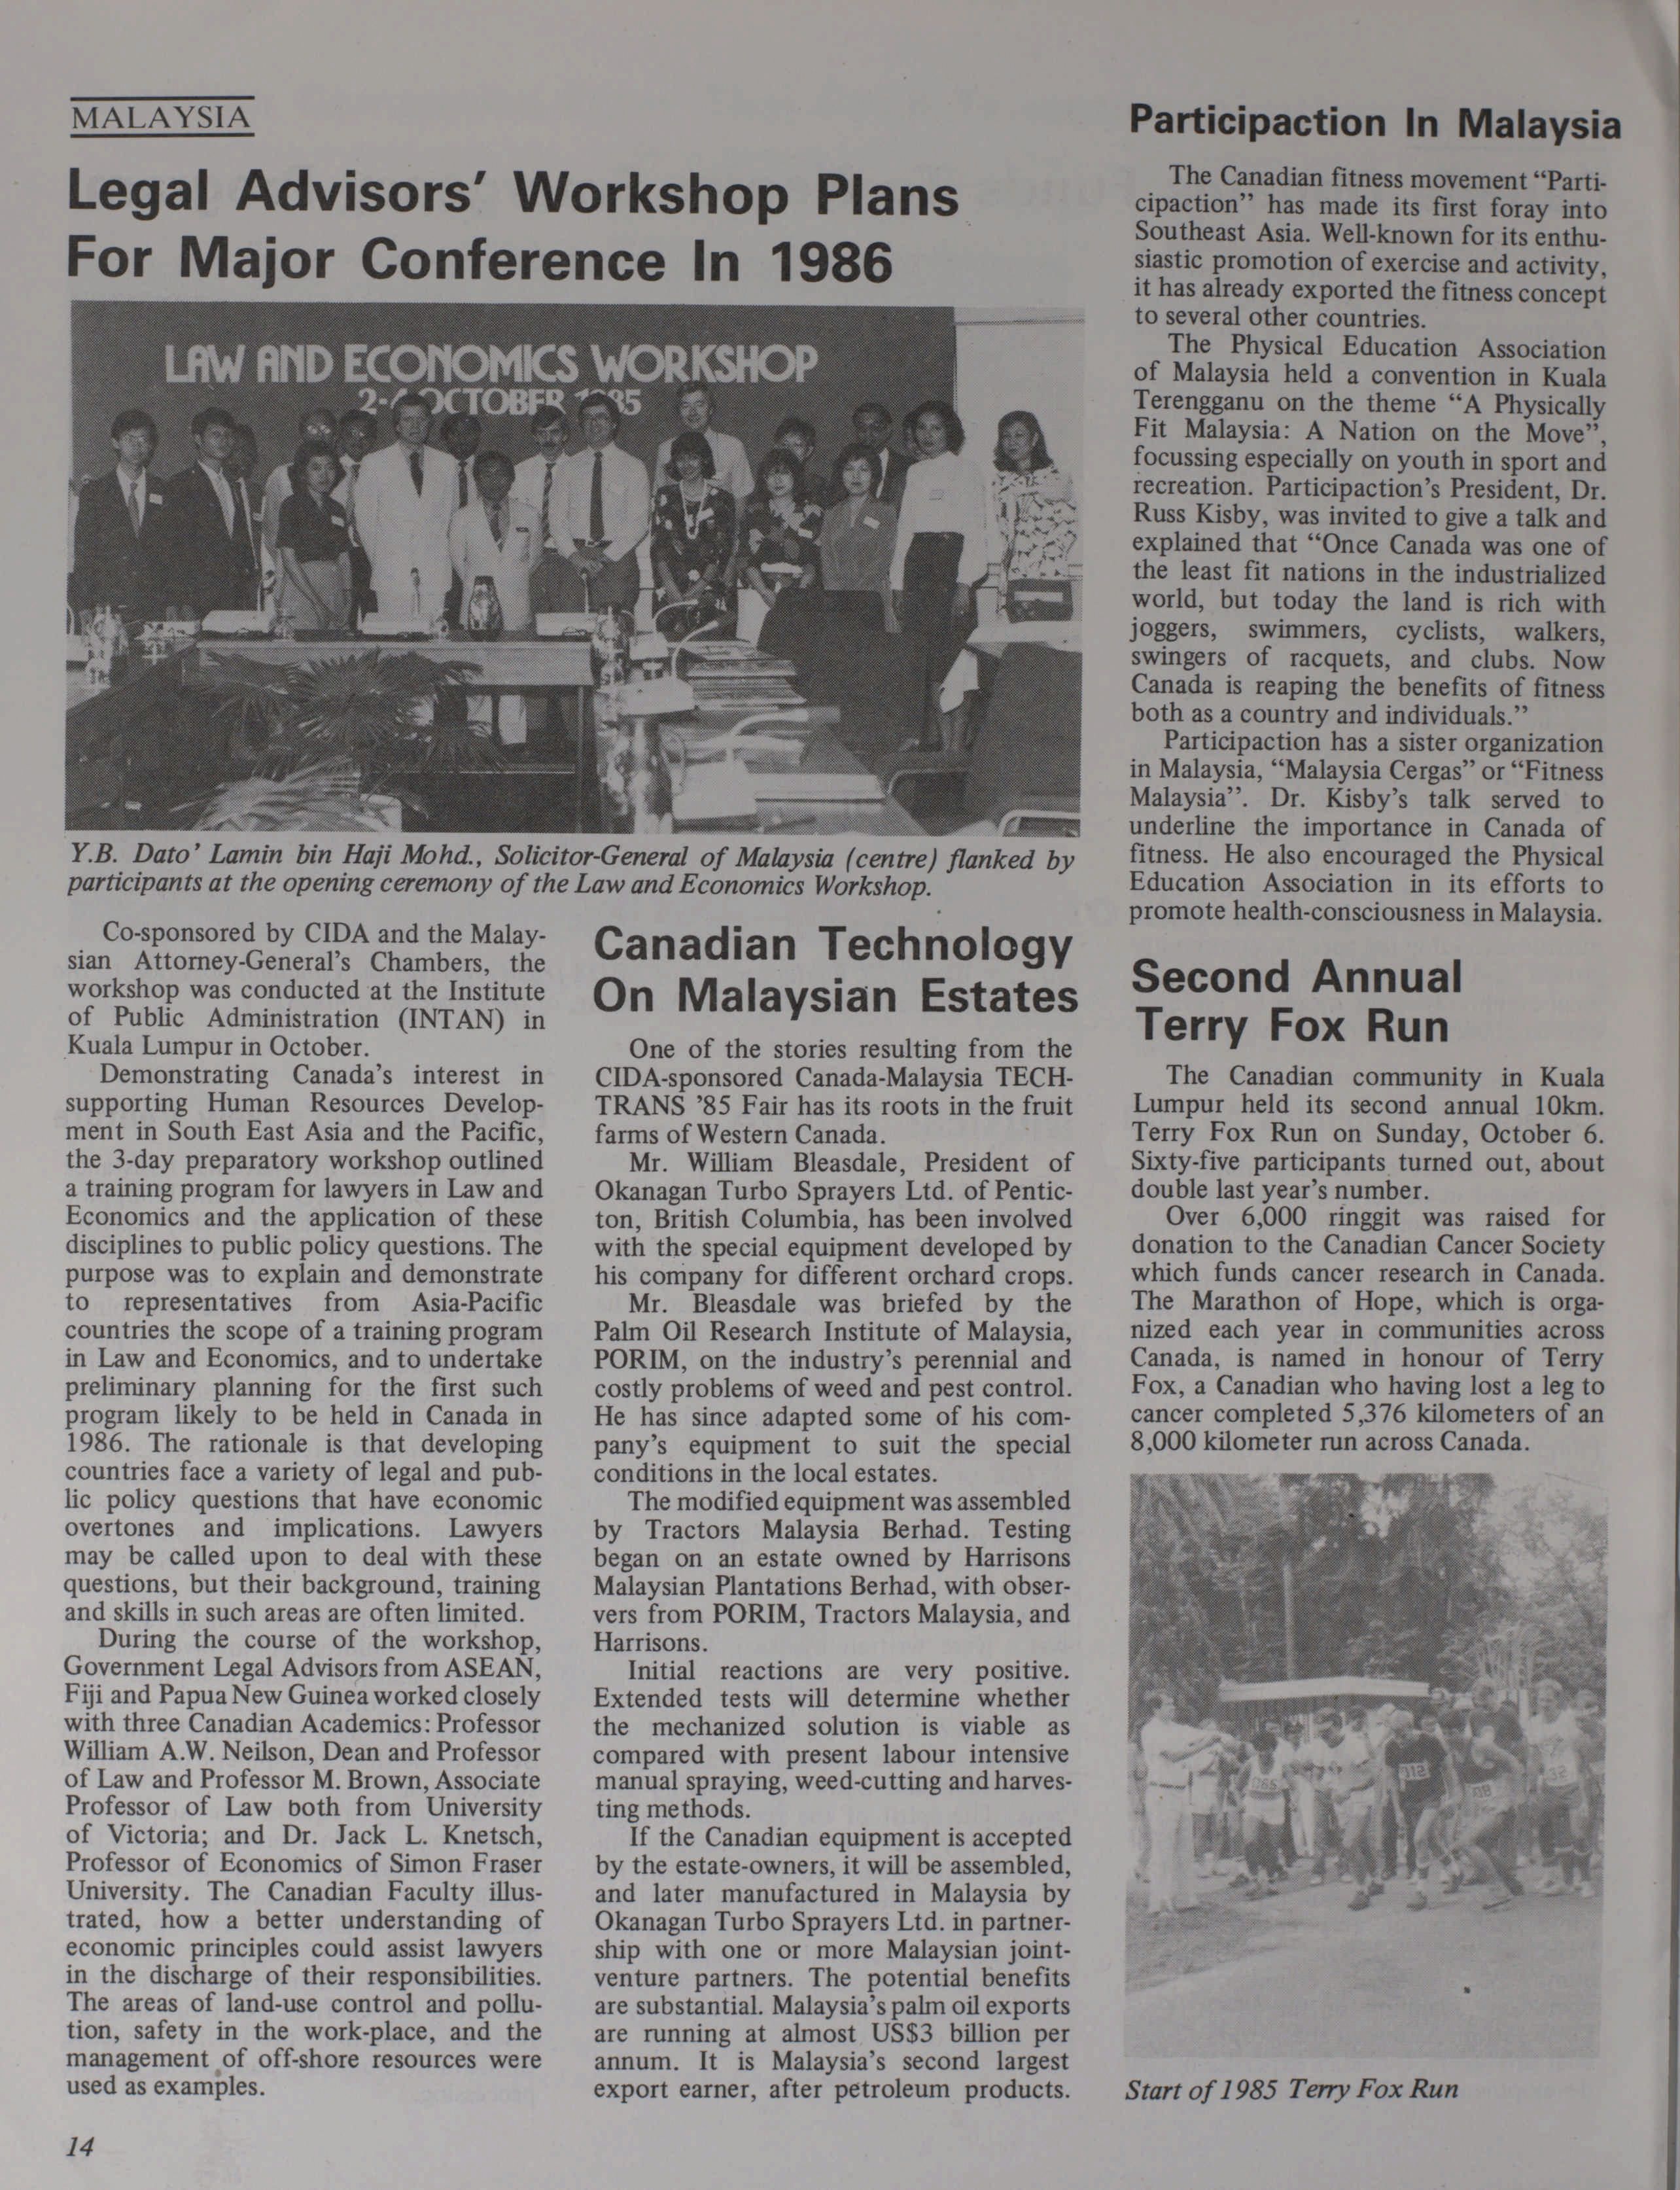 MALAYSIA
Legal Advisors' Workshop Plans
For Major Conference In 1986
LAW AND ECONOMICS WORKSHOP
OCTOBER
Y.B. Dato' Lamin bin Haji Mohd., Solicitor-General of Malaysia (centre) flanked by
participants at the opening ceremony of the Law and Economics Workshop.
Co-sponsored by CIDA and the Malay-
sian Attorney-General's Chambers, the
workshop was conducted at the Institute
of Public Administration (INTAN) in
Kuala Lumpur in October.
Demonstrating Canada's interest in
supporting Human Resources Develop-
ment in South East Asia and the Pacific,
the 3-day preparatory workshop outlined
a training program for lawyers in Law and
Economics and the application of these
disciplines to public policy questions. The
purpose was to explain and demonstrate
to representatives from Asia-Pacific
countries the scope of a training program
in Law and Economics, and to undertake
preliminary planning for the first such
program likely to be held in Canada in
1986. The rationale is that developing
countries face a variety of legal and pub-
lic policy questions that have economic
overtones and implications. Lawyers
may be called upon to deal with these
questions, but their background, training
and skills in such areas are often limited.
During the course of the workshop,
Government Legal Advisors from ASEAN,
Fiji and Papua New Guinea worked closely
with three Canadian Academics: Professor
William A.W. Neilson, Dean and Professor
of Law and Professor M. Brown, Associate
Professor of Law both from University
of Victoria; and Dr. Jack L. Knetsch,
Professor of Economics of Simon Fraser
University. The Canadian Faculty illus-
trated, how a better understanding of
economic principles could assist lawyers
in the discharge of their responsibilities.
The areas of land-use control and pollu-
tion, safety in the work-place, and the
management of off-shore resources were
used as examples.
Canadian Technology
On Malaysian Estates
One of the stories resulting from the
CIDA-sponsored Canada-Malaysia TECH-
TRANS '85 Fair has its roots in the fruit
farms of Western Canada.
Mr. William Bleasdale, President of
Okanagan Turbo Sprayers Ltd. of Pentic-
ton, British Columbia, has been involved
with the special equipment developed by
his company for different orchard crops.
Mr. Bleasdale was briefed by the
Palm Oil Research Institute of Malaysia,
PORIM, on the industry's perennial and
costly problems of weed and pest control.
He has since adapted some of his com-
pany's equipment to suit the special
conditions in the local estates.
The modified equipment was assembled
by Tractors Malaysia Berhad. Testing
began on an estate owned by Harrisons
Malaysian Plantations Berhad, with obser-
vers from PORIM, Tractors Malaysia, and
Harrisons.
Initial reactions are very positive.
Extended tests will determine whether
the mechanized solution is viable as
compared with present labour intensive
manual spraying, weed-cutting and harves-
ting methods.
If the Canadian equipment is accepted
by the estate-owners, it will be assembled,
and later manufactured in Malaysia by
Okanagan Turbo Sprayers Ltd. in partner-
ship with one or more Malaysian joint-
venture partners. The potential benefits
are substantial. Malaysia's palm oil exports
are running at almost US$3 billion per
annum. It is Malaysia's second largest
export earner, after petroleum products.
Participaction In Malaysia
The Canadian fitness movement "Parti-
cipaction" has made its first foray into
Southeast Asia. Well-known for its enthu-
siastic promotion of exercise and activity,
it has already exported the fitness concept
to several other countries.
The Physical Education Association
of Malaysia held a convention in Kuala
Terengganu on the theme "A Physically
Fit Malaysia: A Nation on the Move",
focussing especially on youth in sport and
recreation. Participaction's President, Dr.
Russ Kisby, was invited to give a talk and
explained that "Once Canada was one of
the least fit nations in the industrialized
world, but today the land is rich with
joggers, swimmers, cyclists, walkers,
swingers of racquets, and clubs. Now
Canada is reaping the benefits of fitness
both as a country and individuals."
Participaction has a sister organization
in Malaysia, "Malaysia Cergas" or "Fitness
Malaysia". Dr. Kisby's talk served to
underline the importance in Canada of
fitness. He also encouraged the Physical
Education Association in its efforts to
promote health-consciousness in Malaysia.
Second Annual
Terry Fox Run
The Canadian community in Kuala
Lumpur held its second annual 10km.
Terry Fox Run on Sunday, October 6.
Sixty-five participants turned out, about
double last year's number.
Over 6,000 ringgit was raised for
donation to the Canadian Cancer Society
which funds cancer research in Canada.
The Marathon of Hope, which is orga-
nized each year in communities across
Canada, is named in honour of Terry
Fox, a Canadian who having lost a leg to
cancer completed 5,376 kilometers of an
8,000 kilometer run across Canada.
Start of 1985 Terry Fox Run
14